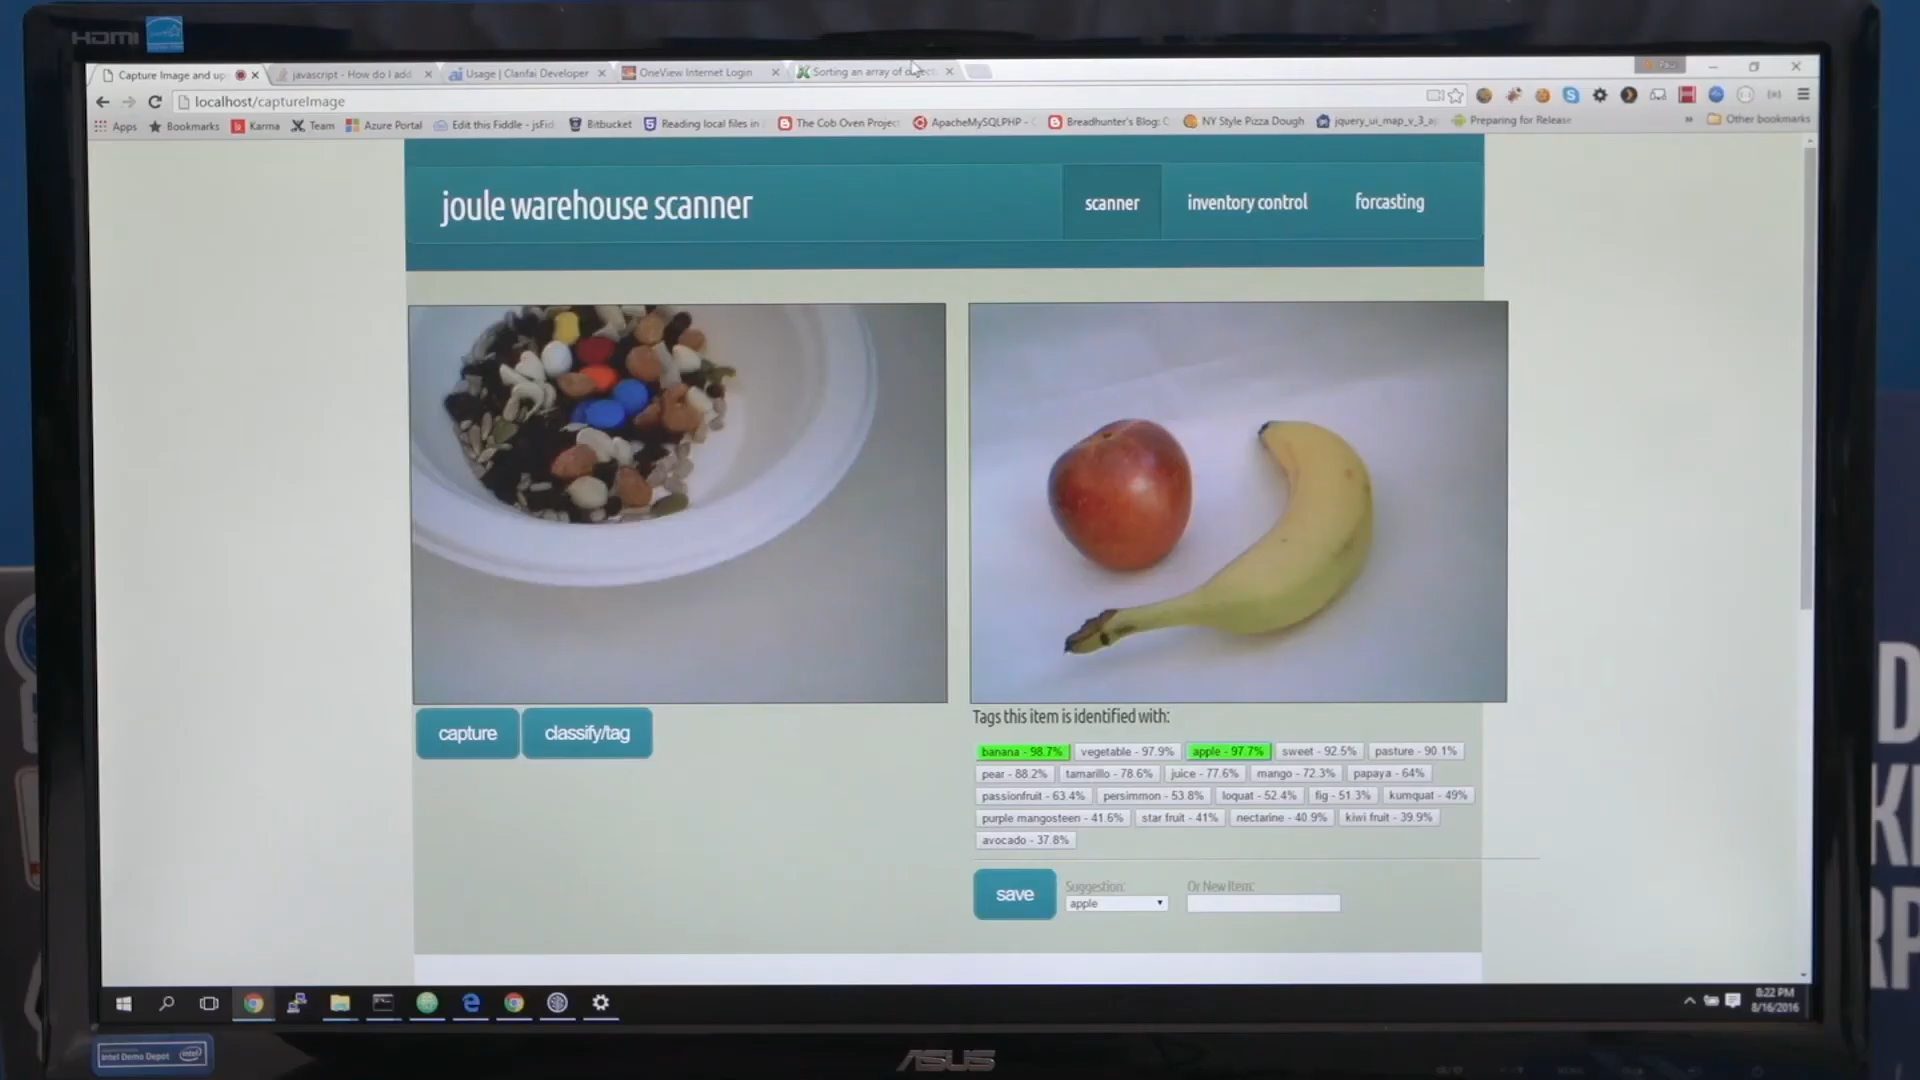 HDMI
Capture Image and up
javascript - How do I add
Usage | Clarifai Developer
OneView Internet Login
Sorting an array of object
localhost/captureImage
Apps
Bookmarks
Karma
Team
Azure Portal
Edit this Fiddle - jsFid
Bitbucket
Reading local files in
The Cob Oven Project
ApacheMySQLPHP -
Breadhunter's Blog:
NY Style Pizza Dough
jquery_ui_map_v_3_a
Preparing for Release
»
Other bookmarks
joule warehouse scanner
scanner
inventory control
forcasting
capture
classify/tag
Tags this item is identified with:
banana - 98.7% vegetable - 97.9% apple - 97.7% sweet - 92.5% pasture - 90.1%
pear - 88.2% tamarillo - 78.6% juice - 77.6% mango - 72.3% papaya - 64%
passionfruit - 63.4% persimmon - 53.8% loquat - 52.4% fig - 51.3% kumquat - 49%
purple mangosteen - 41.6% star fruit - 41% nectarine - 40.9% kiwi fruit - 39.9%
avocado - 37.8%
save
Suggestion:
apple
Or New Item:
8:22 PM
8/16/2016
Intel Demo Depot
intel
ASUS